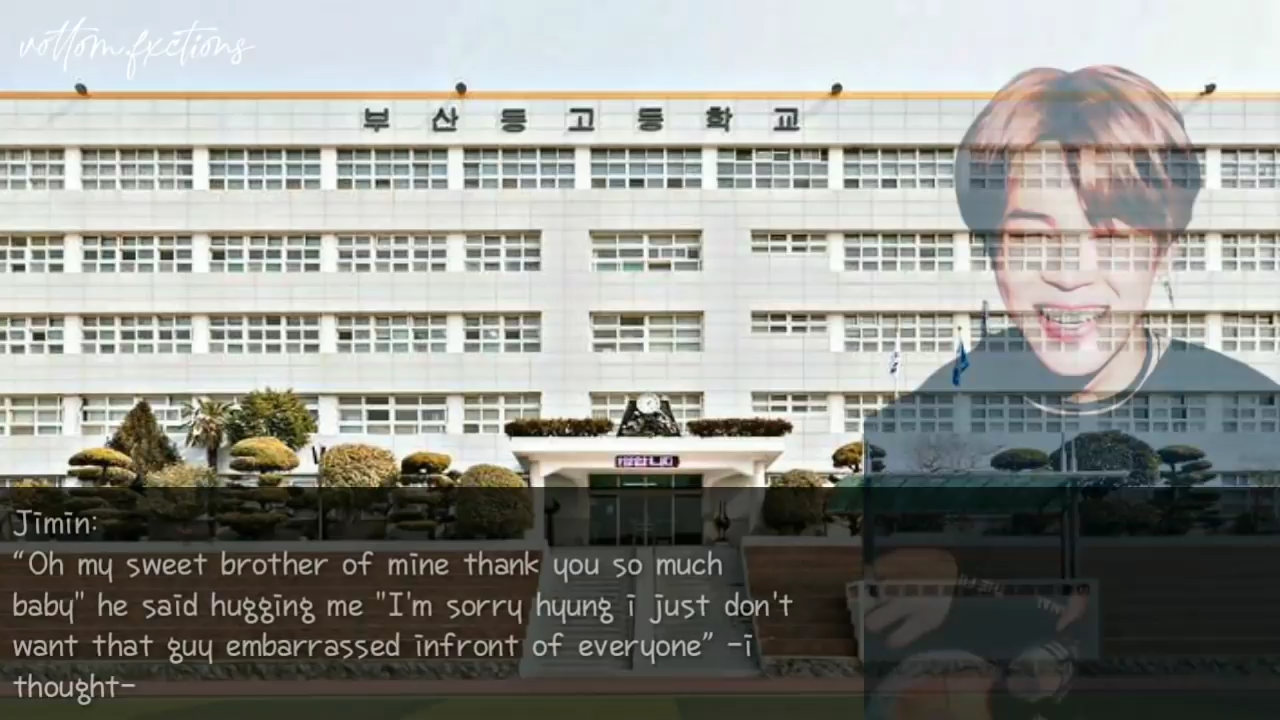 vottom.fxctions
부산동고등학교
Jimin:
“Oh my sweet brother of mine thank you so much
baby" he said hugging me "I'm sorry hyung i just don't
want that guy embarrassed infront of everyone” -i
thought-